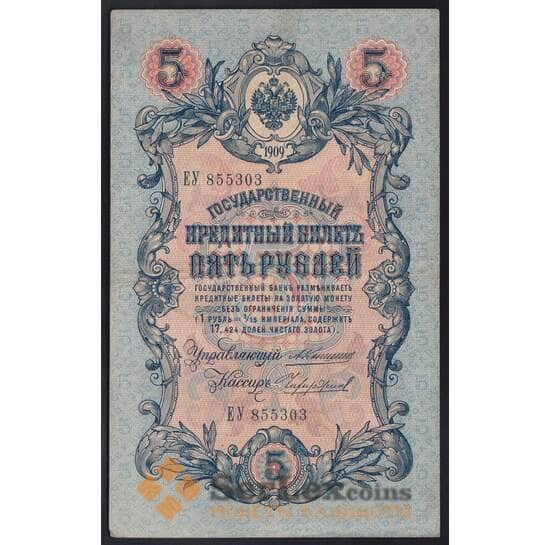 5 5
1909
ЕУ 855303
ГОСУДАРСТВЕННЫЙ
КРЕДИТНЫЙ БИЛЕТЪ
ПЯТЬ РУБЛЕЙ
ГОСУДАРСТВЕННЫЙ БАНКЪ РАЗМѢНИВАЕТЪ
КРЕДИТНЫЕ БИЛЕТЫ НА ЗОЛОТУЮ МОНЕТУ
БЕЗЪ ОГРАНИЧЕНІЯ СУММЫ
(1 РУБЛЬ = 1/15 ИМПЕРІАЛА, СОДЕРЖИТЪ
17,424 ДОЛЕЙ ЧИСТАГО ЗОЛОТА).
Управляющій
Кассиръ
ЕУ 855303
5
coins